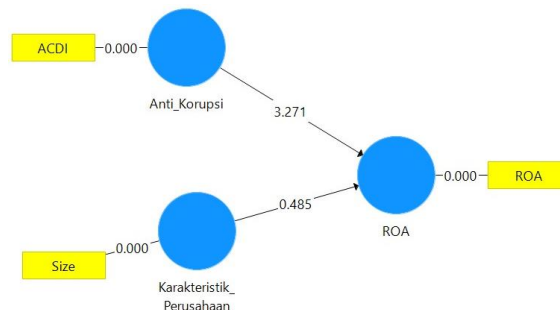 ACDI
0.000
Anti_Korupsi
3.271
0.000
ROA
ROA
0.485
0.000
Size
Karakteristik_
Perusahaan